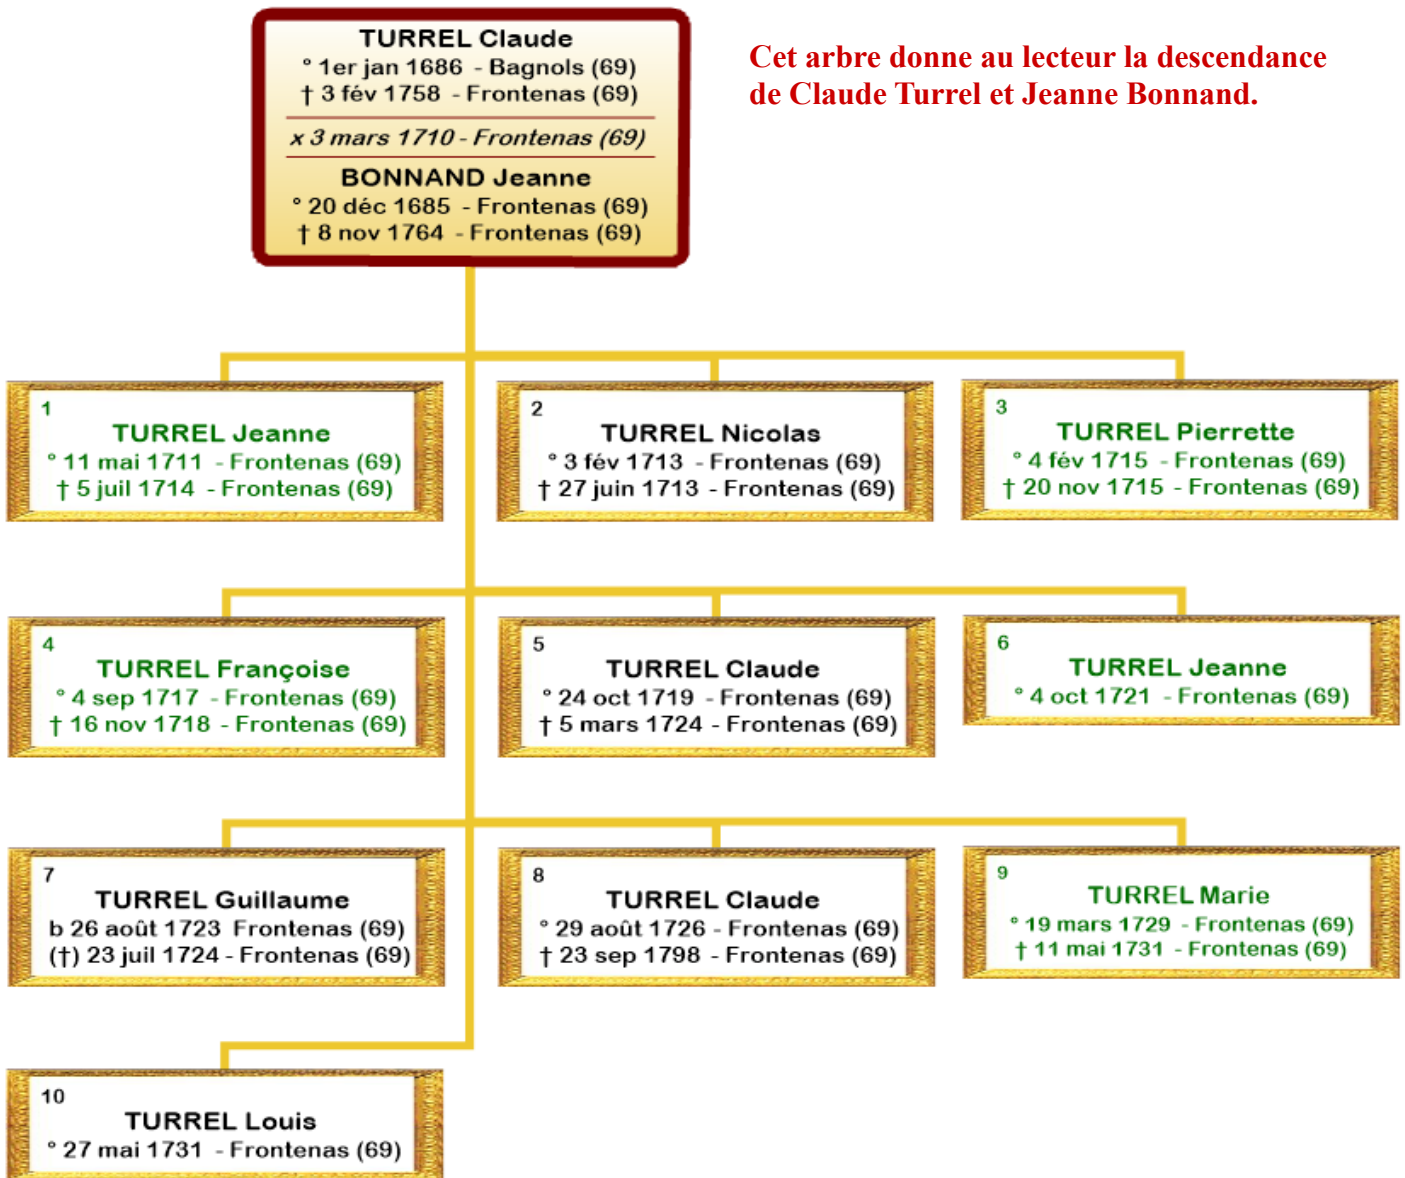 TURREL Claude
° 1er jan 1686 - Bagnols (69)
† 3 fév 1758 - Frontenas (69)
x 3 mars 1710 - Frontenas (69)
BONNAND Jeanne
° 20 déc 1685 - Frontenas (69)
† 8 nov 1764 - Frontenas (69)
Cet arbre donne au lecteur la descendance
de Claude Turrel et Jeanne Bonnand.
1
TURREL Jeanne
° 11 mai 1711 - Frontenas (69)
† 5 juil 1714 - Frontenas (69)
2
TURREL Nicolas
° 3 fév 1713 - Frontenas (69)
† 27 juin 1713 - Frontenas (69)
3
TURREL Pierrette
° 4 fév 1715 - Frontenas (69)
† 20 nov 1715 - Frontenas (69)
4
TURREL Françoise
° 4 sep 1717 - Frontenas (69)
† 16 nov 1718 - Frontenas (69)
5
TURREL Claude
° 24 oct 1719 - Frontenas (69)
† 5 mars 1724 - Frontenas (69)
6
TURREL Jeanne
° 4 oct 1721 - Frontenas (69)
7
TURREL Guillaume
b 26 août 1723 Frontenas (69)
(†) 23 juil 1724 - Frontenas (69)
8
TURREL Claude
° 29 août 1726 - Frontenas (69)
† 23 sep 1798 - Frontenas (69)
9
TURREL Marie
° 19 mars 1729 - Frontenas (69)
† 11 mai 1731 - Frontenas (69)
10
TURREL Louis
° 27 mai 1731 - Frontenas (69)